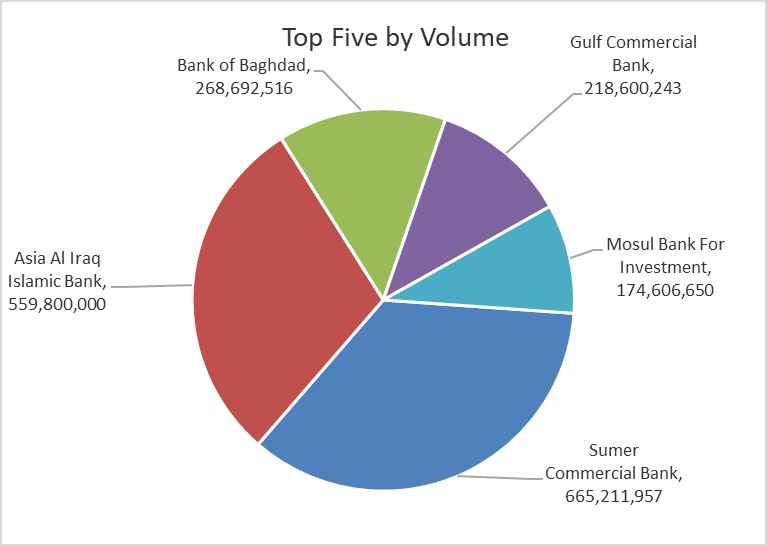 Top Five by Volume
Bank of Baghdad,
268,692,516
Gulf Commercial
Bank,
218,600,243
Mosul Bank For
Investment,
174,606,650
Asia Al Iraq
Islamic Bank,
559,800,000
Sumer
Commercial Bank,
665,211,957